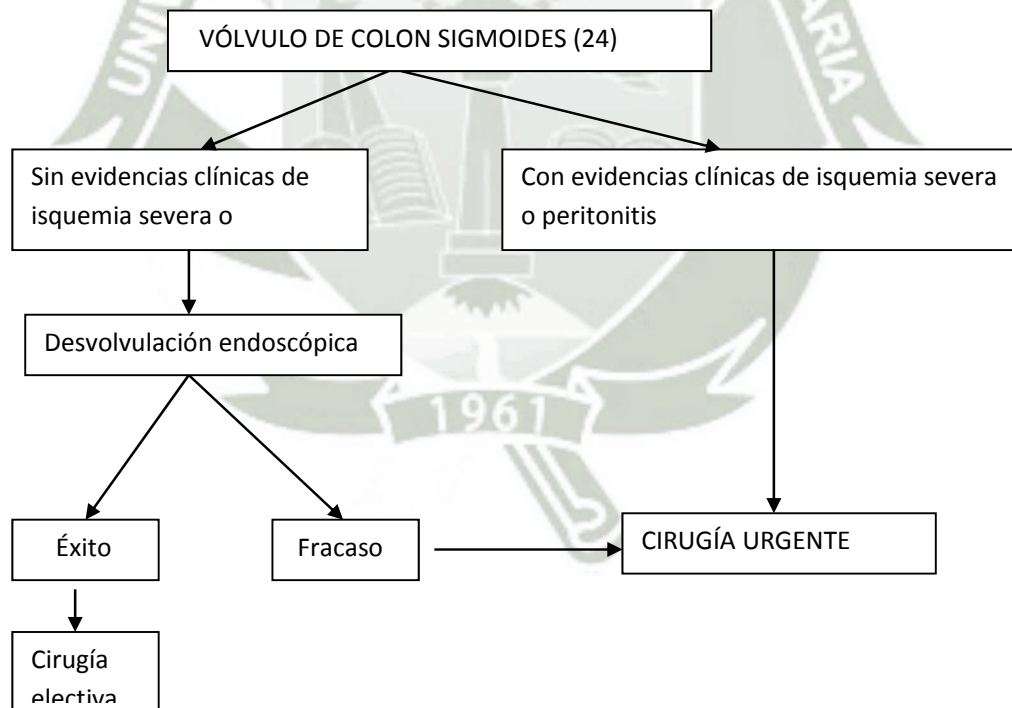 VÓLVULO DE COLON SIGMOIDES (24)
Sin evidencias clínicas de
isquemia severa o
Con evidencias clínicas de isquemia severa
o peritonitis
Desvolvulación endoscópica
1961
Éxito
Fracaso
CIRUGÍA URGENTE
Cirugía
electiva